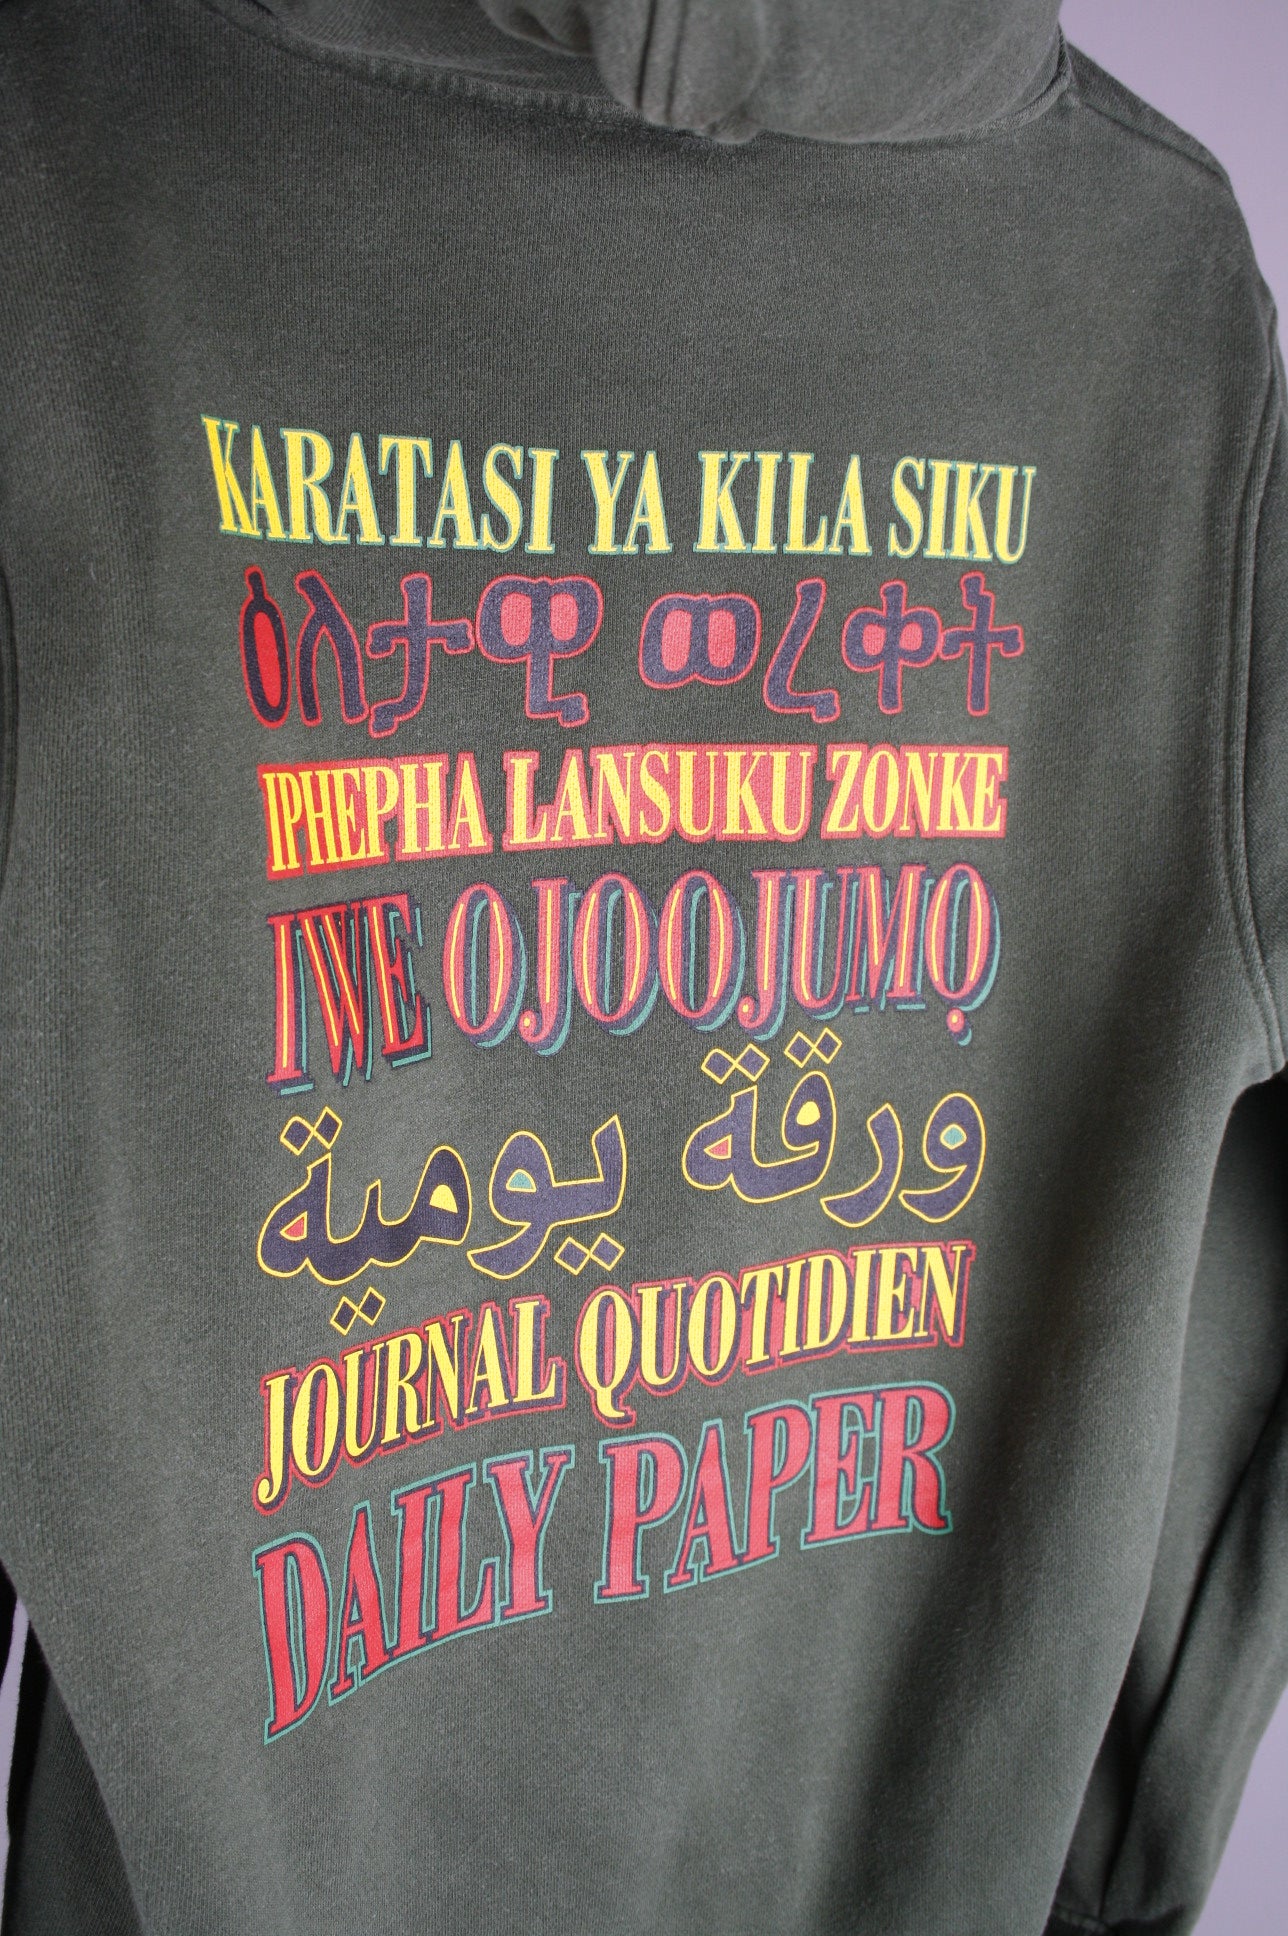 KARATASI YA KILA SIKU
ዕለታዊ ወረቀት
IPHEPHA LANSUKU ZONKE
IWE OJOOJUMỌ
ورقة يومية
JOURNAL QUOTIDIEN
DAILY PAPER